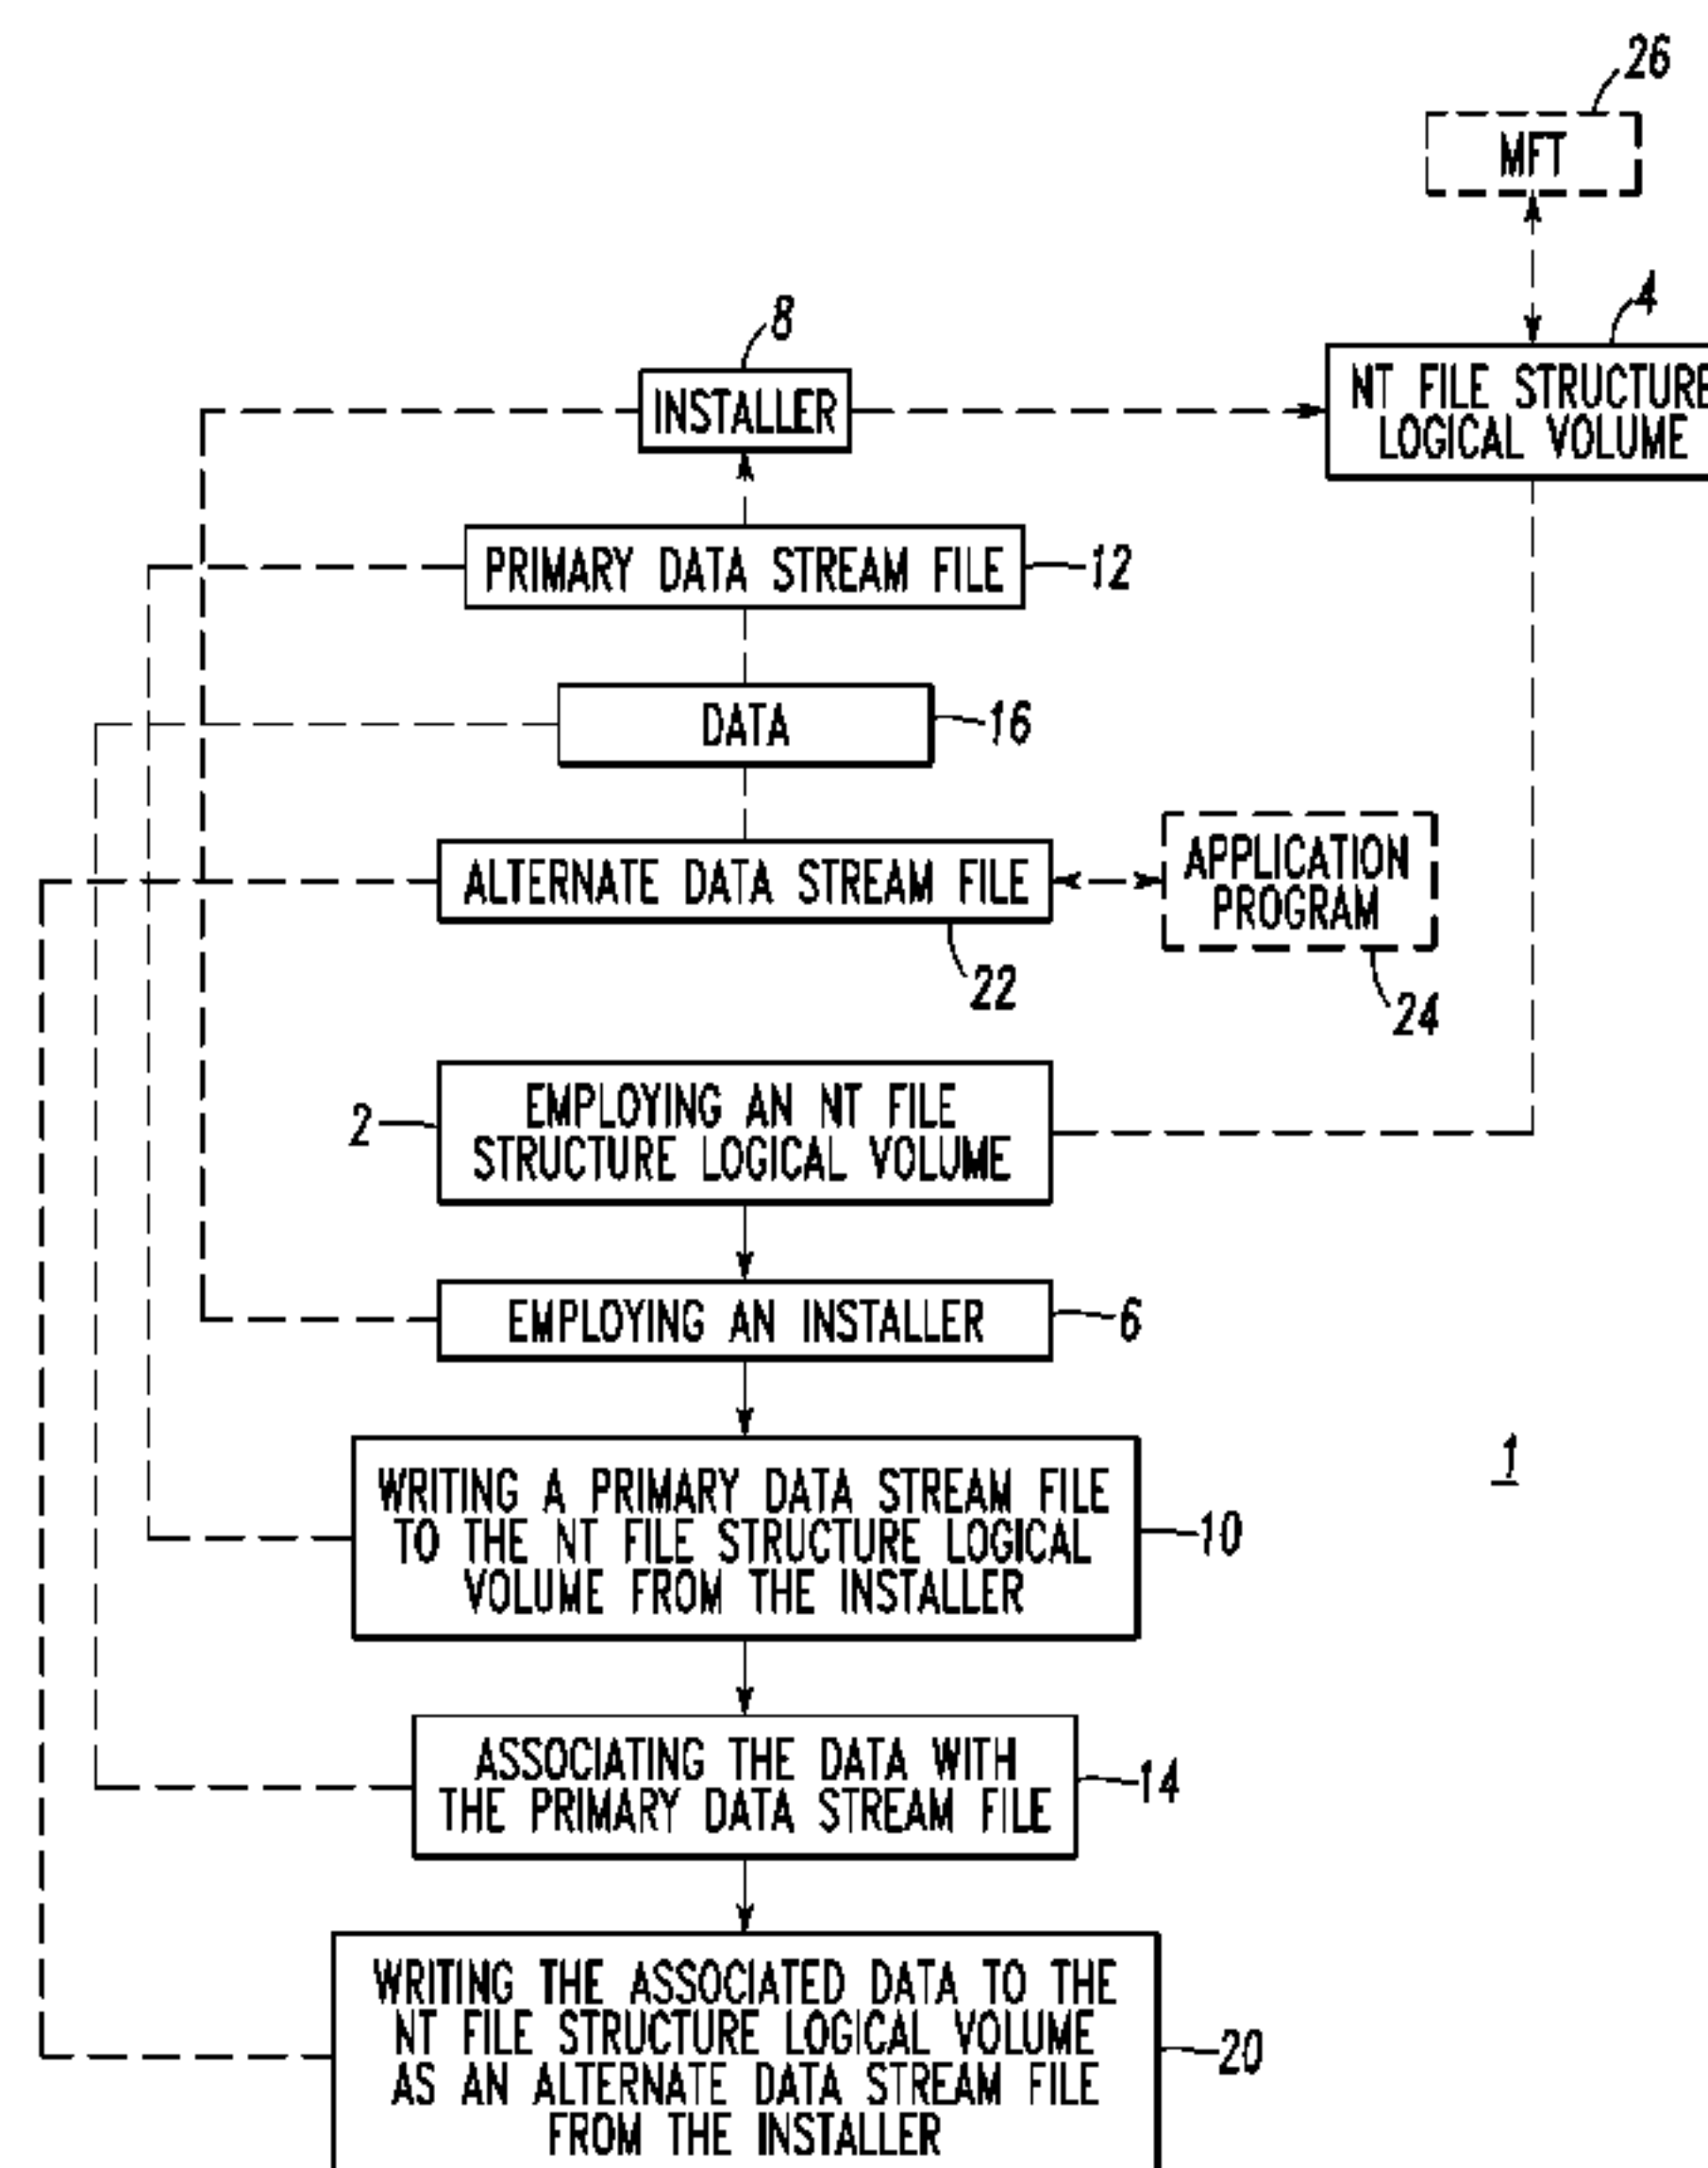 26
MFT
4
NT FILE STRUCTURE
LOGICAL VOLUME
8
INSTALLER
PRIMARY DATA STREAM FILE
12
DATA
16
ALTERNATE DATA STREAM FILE
22
APPLICATION
PROGRAM
24
2
EMPLOYING AN NT FILE
STRUCTURE LOGICAL VOLUME
EMPLOYING AN INSTALLER
6
WRITING A PRIMARY DATA STREAM FILE
TO THE NT FILE STRUCTURE LOGICAL
VOLUME FROM THE INSTALLER
10
1
ASSOCIATING THE DATA WITH
THE PRIMARY DATA STREAM FILE
14
WRITING THE ASSOCIATED DATA TO THE
NT FILE STRUCTURE LOGICAL VOLUME
AS AN ALTERNATE DATA STREAM FILE
FROM THE INSTALLER
20